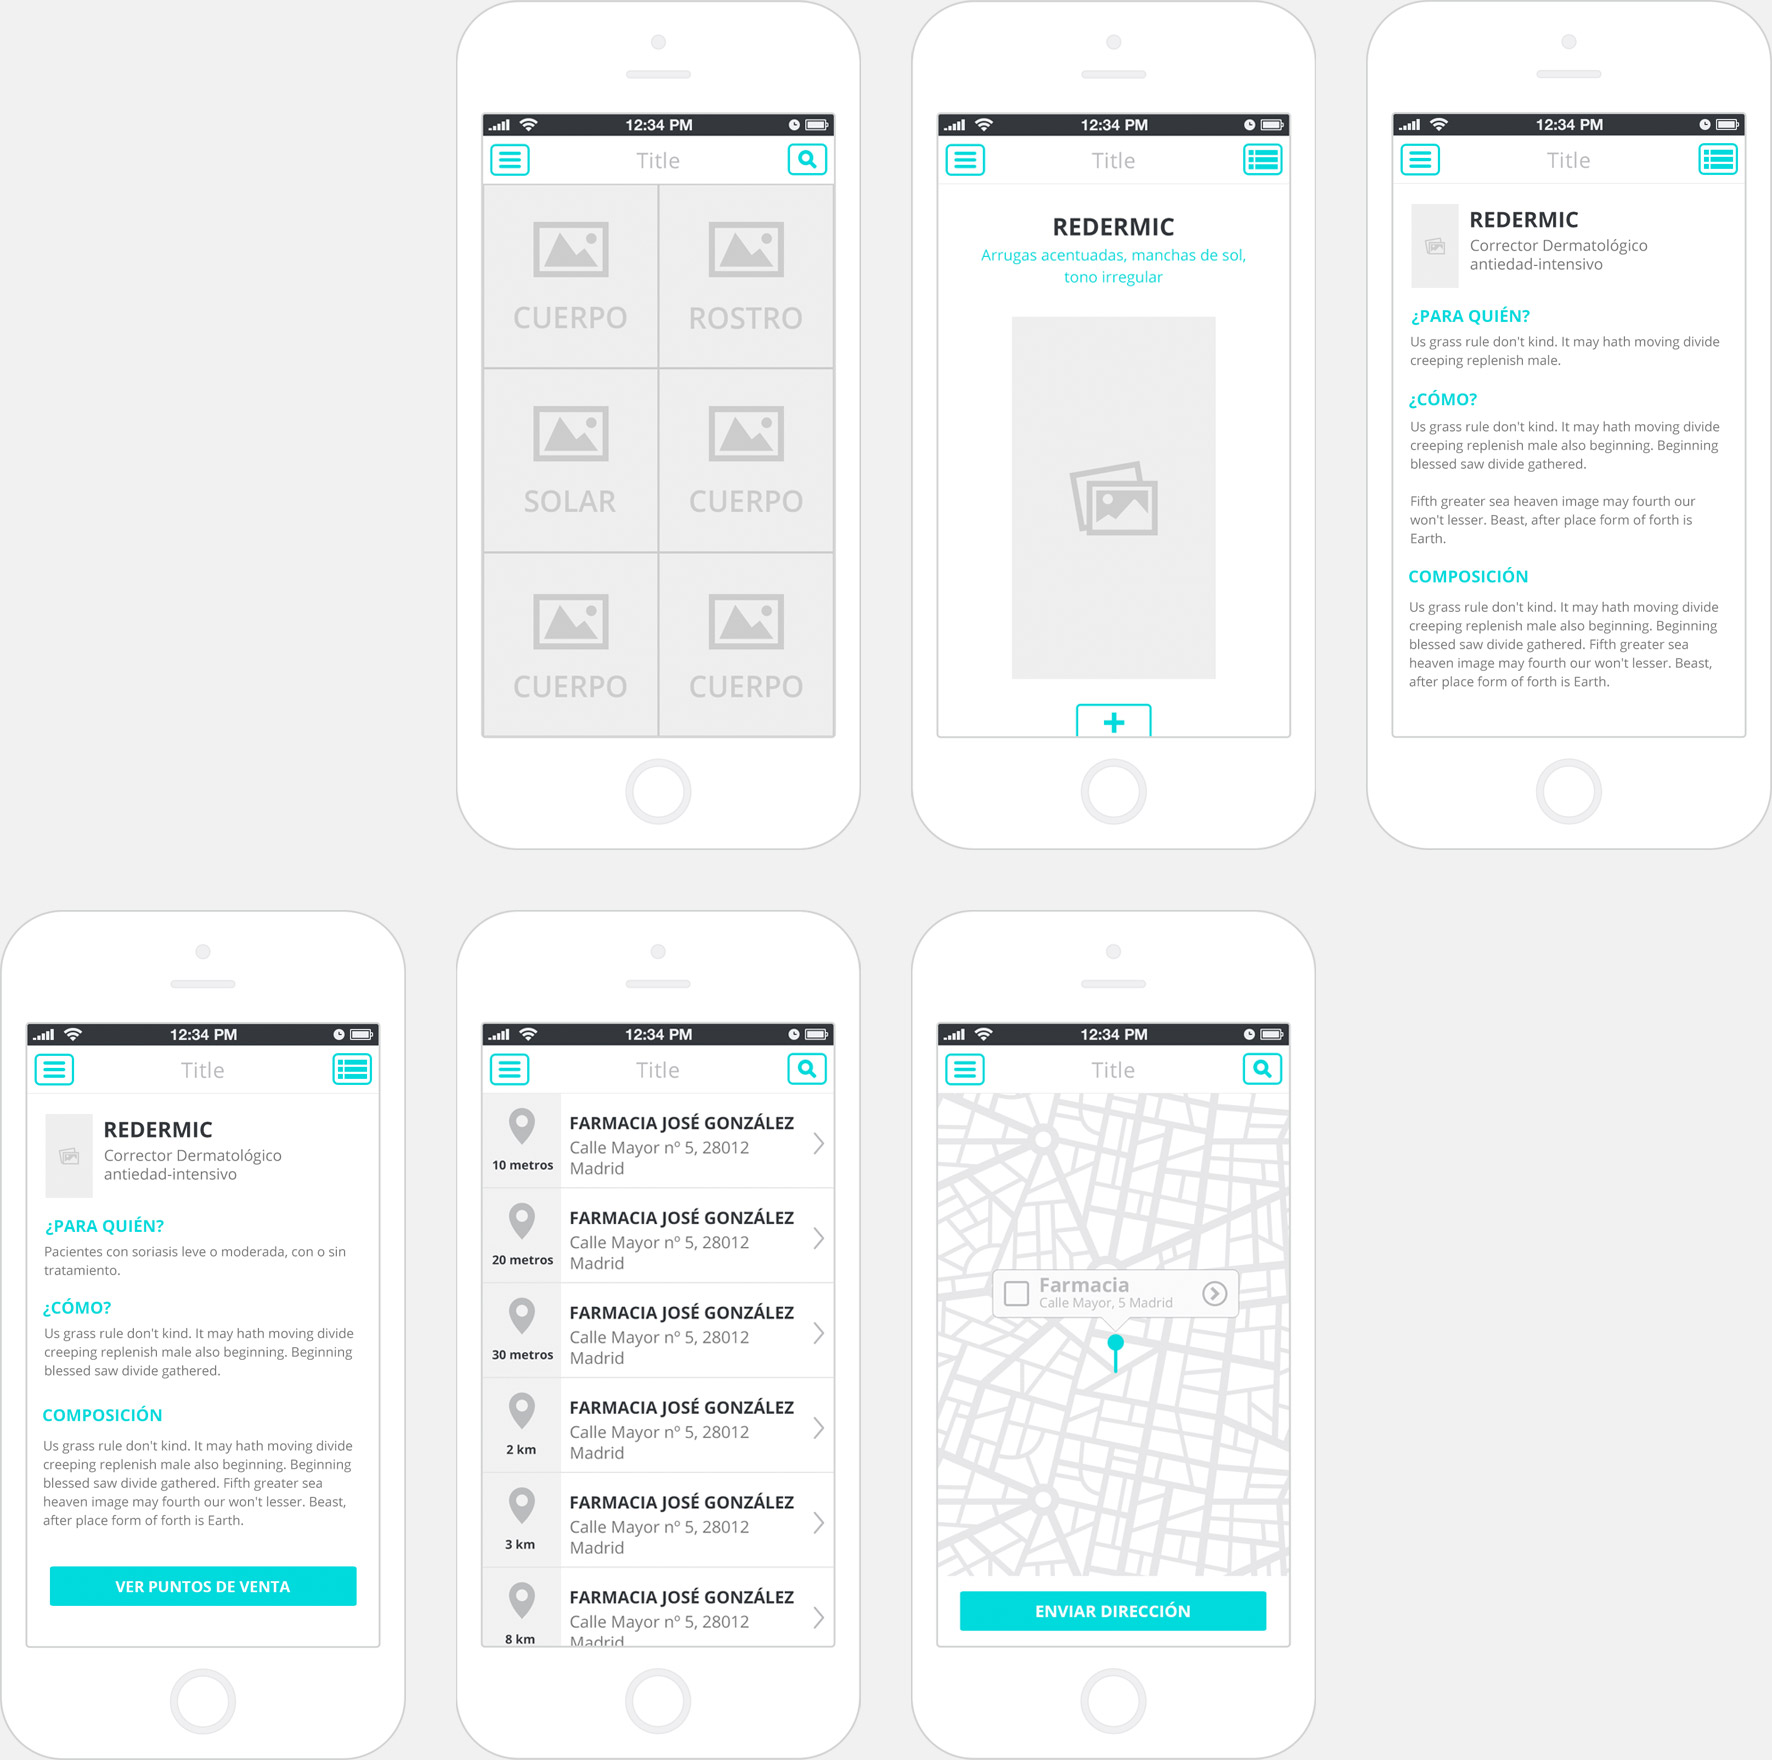 12:34 PM
Title
CUERPO
ROSTRO
SOLAR
CUERPO
CUERPO
CUERPO
12:34 PM
Title
REDERMIC
Arrugas acentuadas, manchas de sol,
tono irregular
12:34 PM
Title
REDERMIC
Corrector Dermatológico
antiedad-intensivo
¿PARA QUIÉN?
Us grass rule don't kind. It may hath moving divide
creeping replenish male.
¿CÓMO?
Us grass rule don't kind. It may hath moving divide
creeping replenish male also beginning. Beginning
blessed saw divide gathered.
Fifth greater sea heaven image may fourth our
won't lesser. Beast, after place form of forth is
Earth.
COMPOSICIÓN
Us grass rule don't kind. It may hath moving divide
creeping replenish male also beginning. Beginning
blessed saw divide gathered. Fifth greater sea
heaven image may fourth our won't lesser. Beast,
after place form of forth is Earth.
12:34 PM
Title
REDERMIC
Corrector Dermatológico
antiedad-intensivo
¿PARA QUIÉN?
Pacientes con soriasis leve o moderada, con o sin
tratamiento.
¿CÓMO?
Us grass rule don't kind. It may hath moving divide
creeping replenish male also beginning. Beginning
blessed saw divide gathered.
COMPOSICIÓN
Us grass rule don't kind. It may hath moving divide
creeping replenish male also beginning. Beginning
blessed saw divide gathered. Fifth greater sea
heaven image may fourth our won't lesser. Beast,
after place form of forth is Earth.
VER PUNTOS DE VENTA
12:34 PM
Title
10 metros
FARMACIA JOSÉ GONZÁLEZ
Calle Mayor nº 5, 28012
Madrid
20 metros
FARMACIA JOSÉ GONZÁLEZ
Calle Mayor nº 5, 28012
Madrid
30 metros
FARMACIA JOSÉ GONZÁLEZ
Calle Mayor nº 5, 28012
Madrid
2 km
FARMACIA JOSÉ GONZÁLEZ
Calle Mayor nº 5, 28012
Madrid
3 km
FARMACIA JOSÉ GONZÁLEZ
Calle Mayor nº 5, 28012
Madrid
8 km
FARMACIA JOSÉ GONZÁLEZ
Calle Mayor nº 5, 28012
Madrid
12:34 PM
Title
Farmacia
Calle Mayor, 5 Madrid
ENVIAR DIRECCIÓN